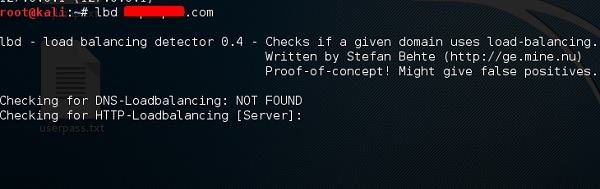 root@kali:~# lbd .com
lbd - load balancing detector 0.4 - Checks if a given domain uses load-balancing.
Written by Stefan Behte (http://ge.mine.nu)
Proof-of-concept! Might give false positives.
Checking for DNS-Loadbalancing: NOT FOUND
Checking for HTTP-Loadbalancing [Server]:
userpass.txt